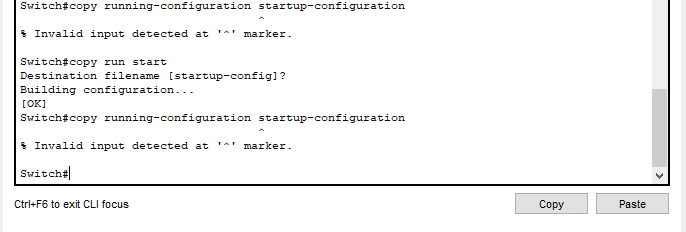 Switch#copy running-configuration startup-configuration
^
% Invalid input detected at '^' marker.
Switch#copy run start
Destination filename [startup-config]?
Building configuration...
[OK]
Switch#copy running-configuration startup-configuration
^
% Invalid input detected at '^' marker.
Switch#
Ctrl+F6 to exit CLI focus
Copy
Paste